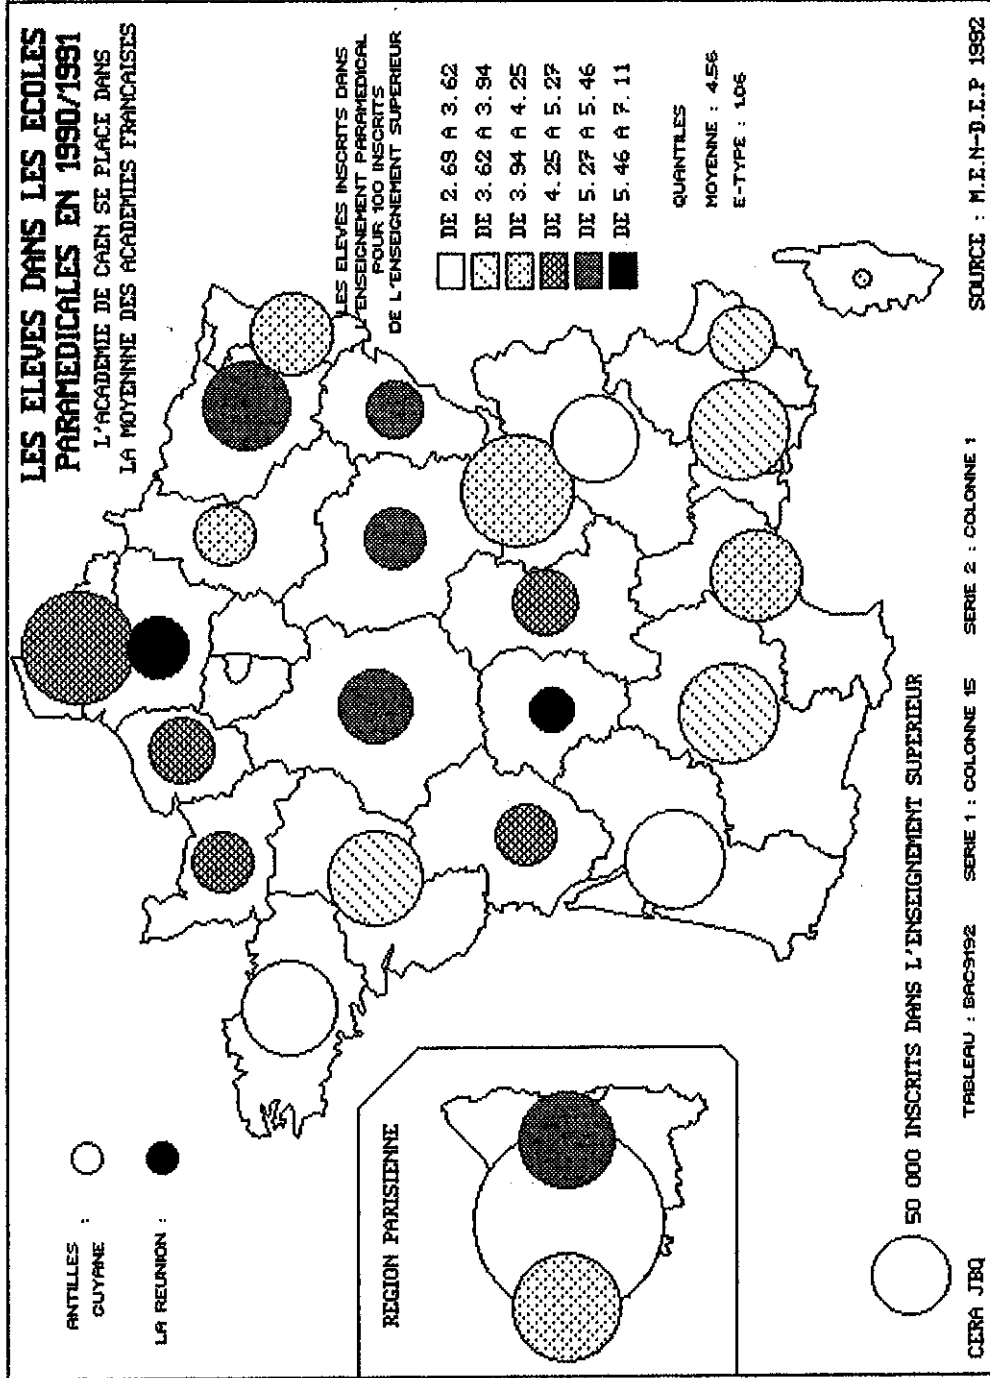 LES ELEVES DANS LES ECOLES
PARAMEDICALES EN 1990/1991
L'ACADEMIE DE CAEN SE PLACE DANS
LA MOYENNNE DES ACADEMIES FRANCAISES
LES ELEVES INSCRITS DANS
L'ENSEIGNEMENT PARAMEDICAL
POUR 100 INSCRITS
DE L'ENSEIGNEMENT SUPERIEUR
DE 2.69 A 3.62
DE 3.62 A 3.94
DE 3.94 A 4.25
DE 4.25 A 5.27
DE 5.27 A 5.46
DE 5.46 A 7.11
QUANTILES
MOYENNE : 4.56
E-TYPE : 1.06
ANTILLES :
GUYANE
LA REUNION :
REGION PARISIENNE
50 000 INSCRITS DANS L'ENSEIGNEMENT SUPERIEUR
TABLEAU : BAC9192 SERIE 1 : COLONNE 15 SERIE 2 : COLONNE 1
CERA JBQ SOURCE : M.E.N-D.E.P 1992